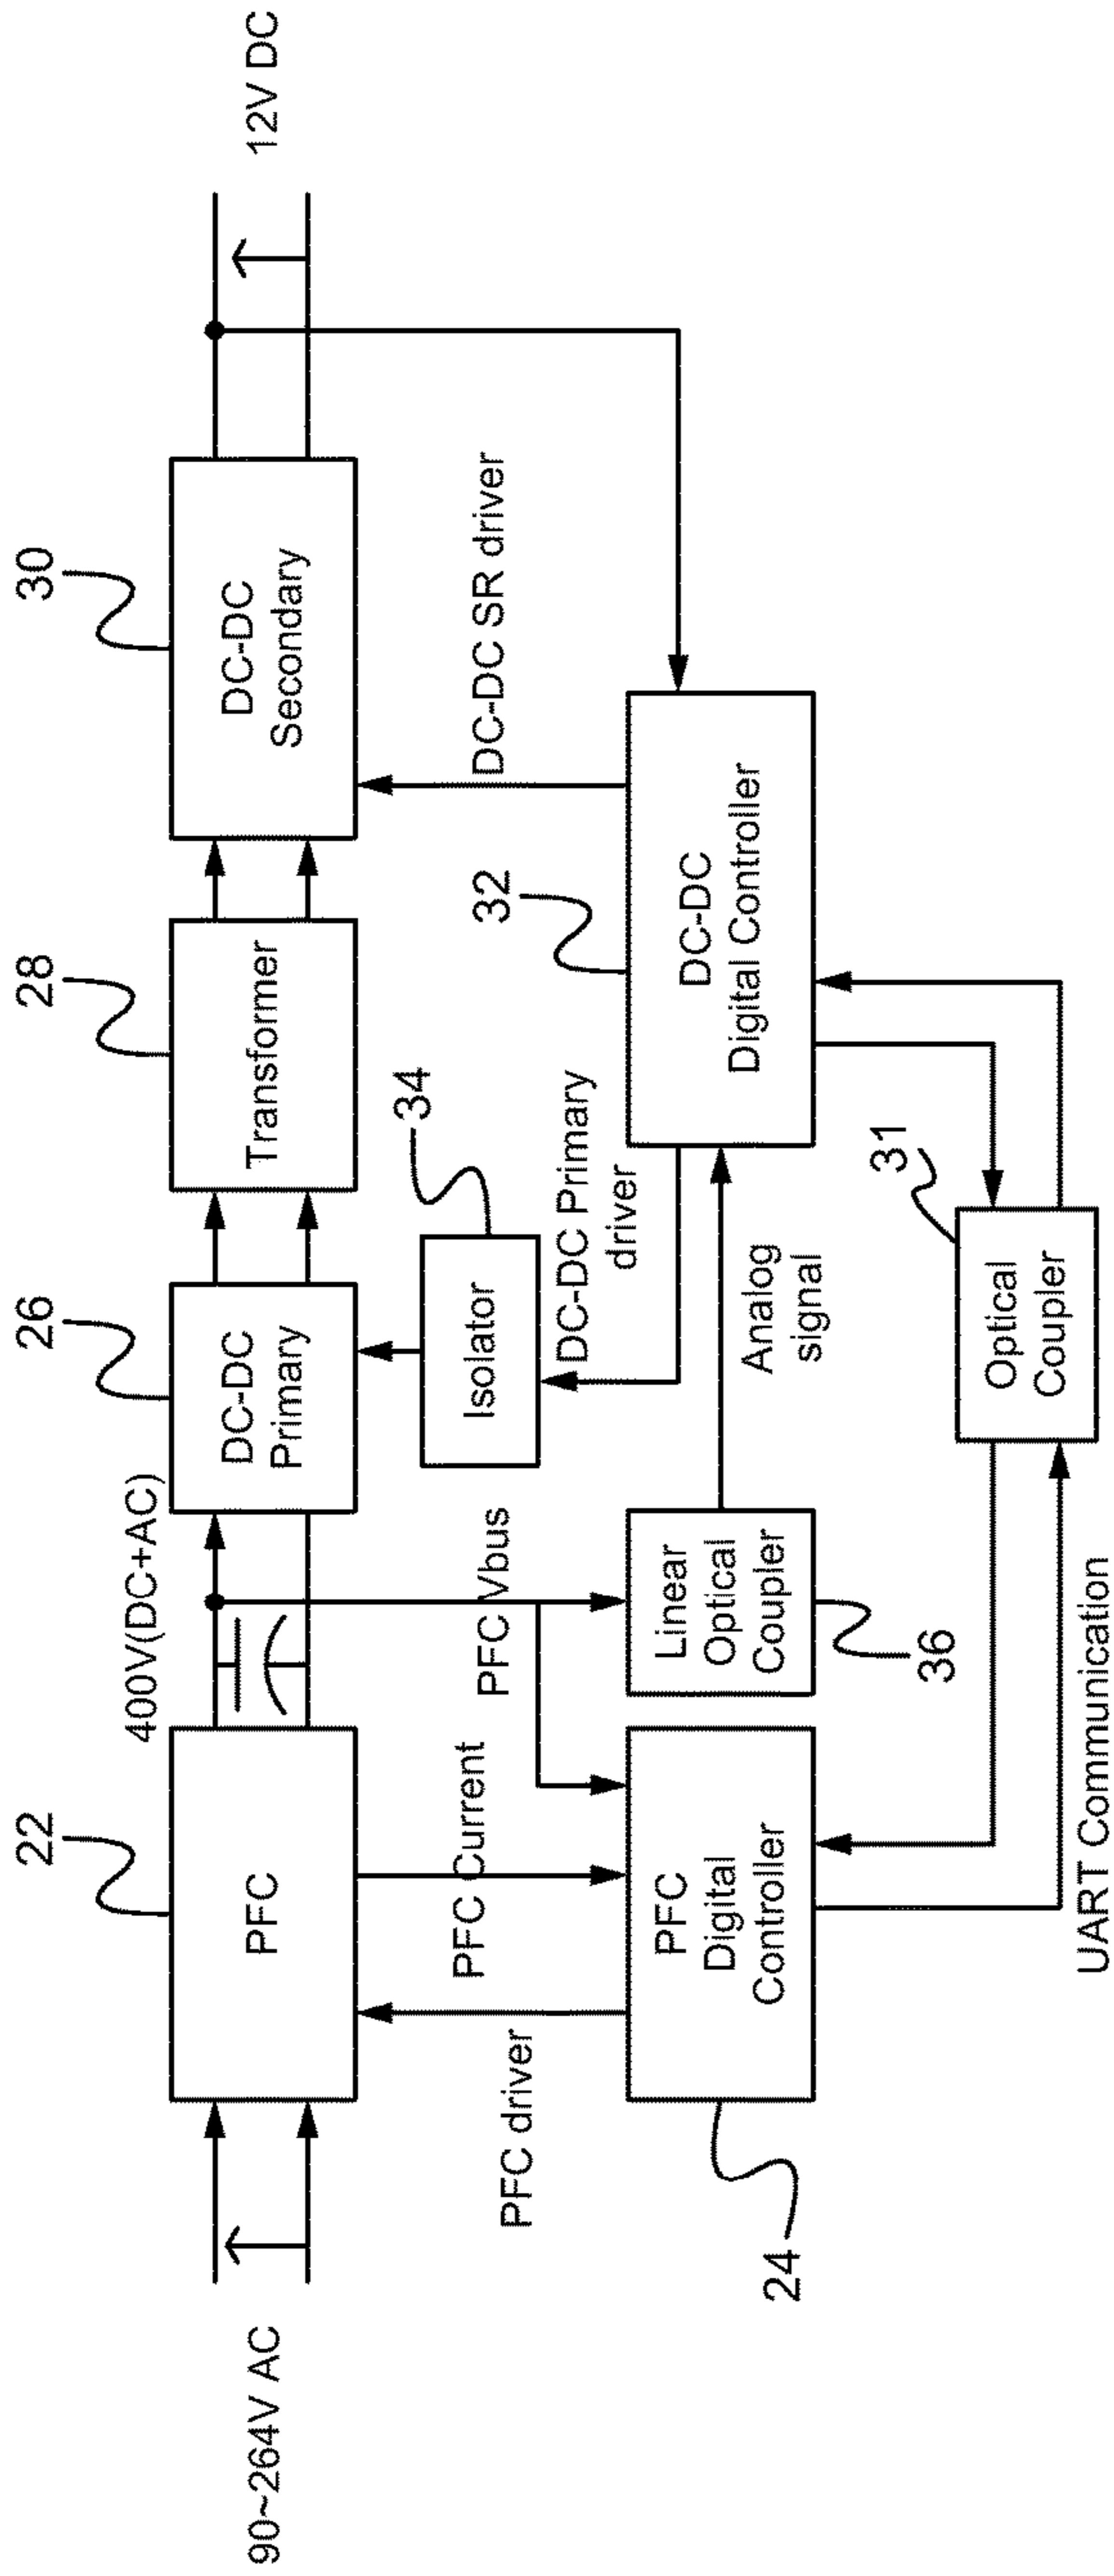 90~264V AC
22
PFC
400V(DC+AC)
26
DC-DC
Primary
28
Transformer
30
DC-DC
Secondary
12V DC
PFC driver
PFC Current
PFC Vbus
Isolator
34
DC-DC Primary
driver
DC-DC SR driver
24
PFC
Digital
Controller
Linear
Optical
Coupler
36
Analog
signal
32
DC-DC
Digital Controller
31
Optical
Coupler
UART Communication